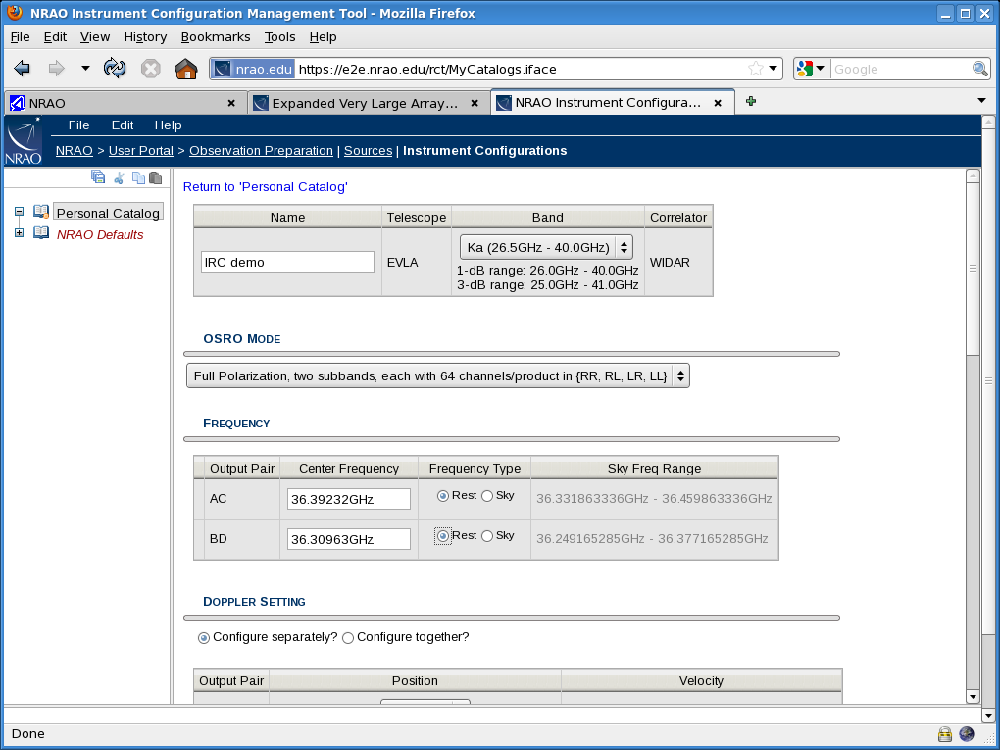 NRAO Instrument Configuration Management Tool - Mozilla Firefox
File Edit View History Bookmarks Tools Help
nrao.edu https://e2e.nrao.edu/rct/MyCatalogs.iface Google
NRAO Expanded Very Large Array... NRAO Instrument Configura...
File Edit Help
NRAO NRAO > User Portal > Observation Preparation | Sources | Instrument Configurations
Personal Catalog
NRAO Defaults
Return to 'Personal Catalog'
Name Telescope Band Correlator
IRC demo EVLA Ka (26.5GHz - 40.0GHz) WIDAR
1-dB range: 26.0GHz - 40.0GHz
3-dB range: 25.0GHz - 41.0GHz
OSRO MODE
Full Polarization, two subbands, each with 64 channels/product in {RR, RL, LR, LL}
FREQUENCY
Output Pair Center Frequency Frequency Type Sky Freq Range
AC 36.39232GHz Rest Sky 36.331863336GHz - 36.459863336GHz
BD 36.30963GHz Rest Sky 36.249165285GHz - 36.377165285GHz
DOPPLER SETTING
Configure separately? Configure together?
Output Pair Position Velocity
Done